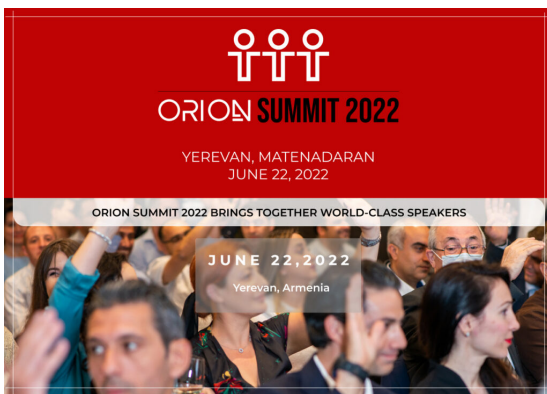 ORION SUMMIT 2022
YEREVAN, MATENADARAN
JUNE 22, 2022
ORION SUMMIT 2022 BRINGS TOGETHER WORLD-CLASS SPEAKERS
JUNE 22,2022
Yerevan, Armenia